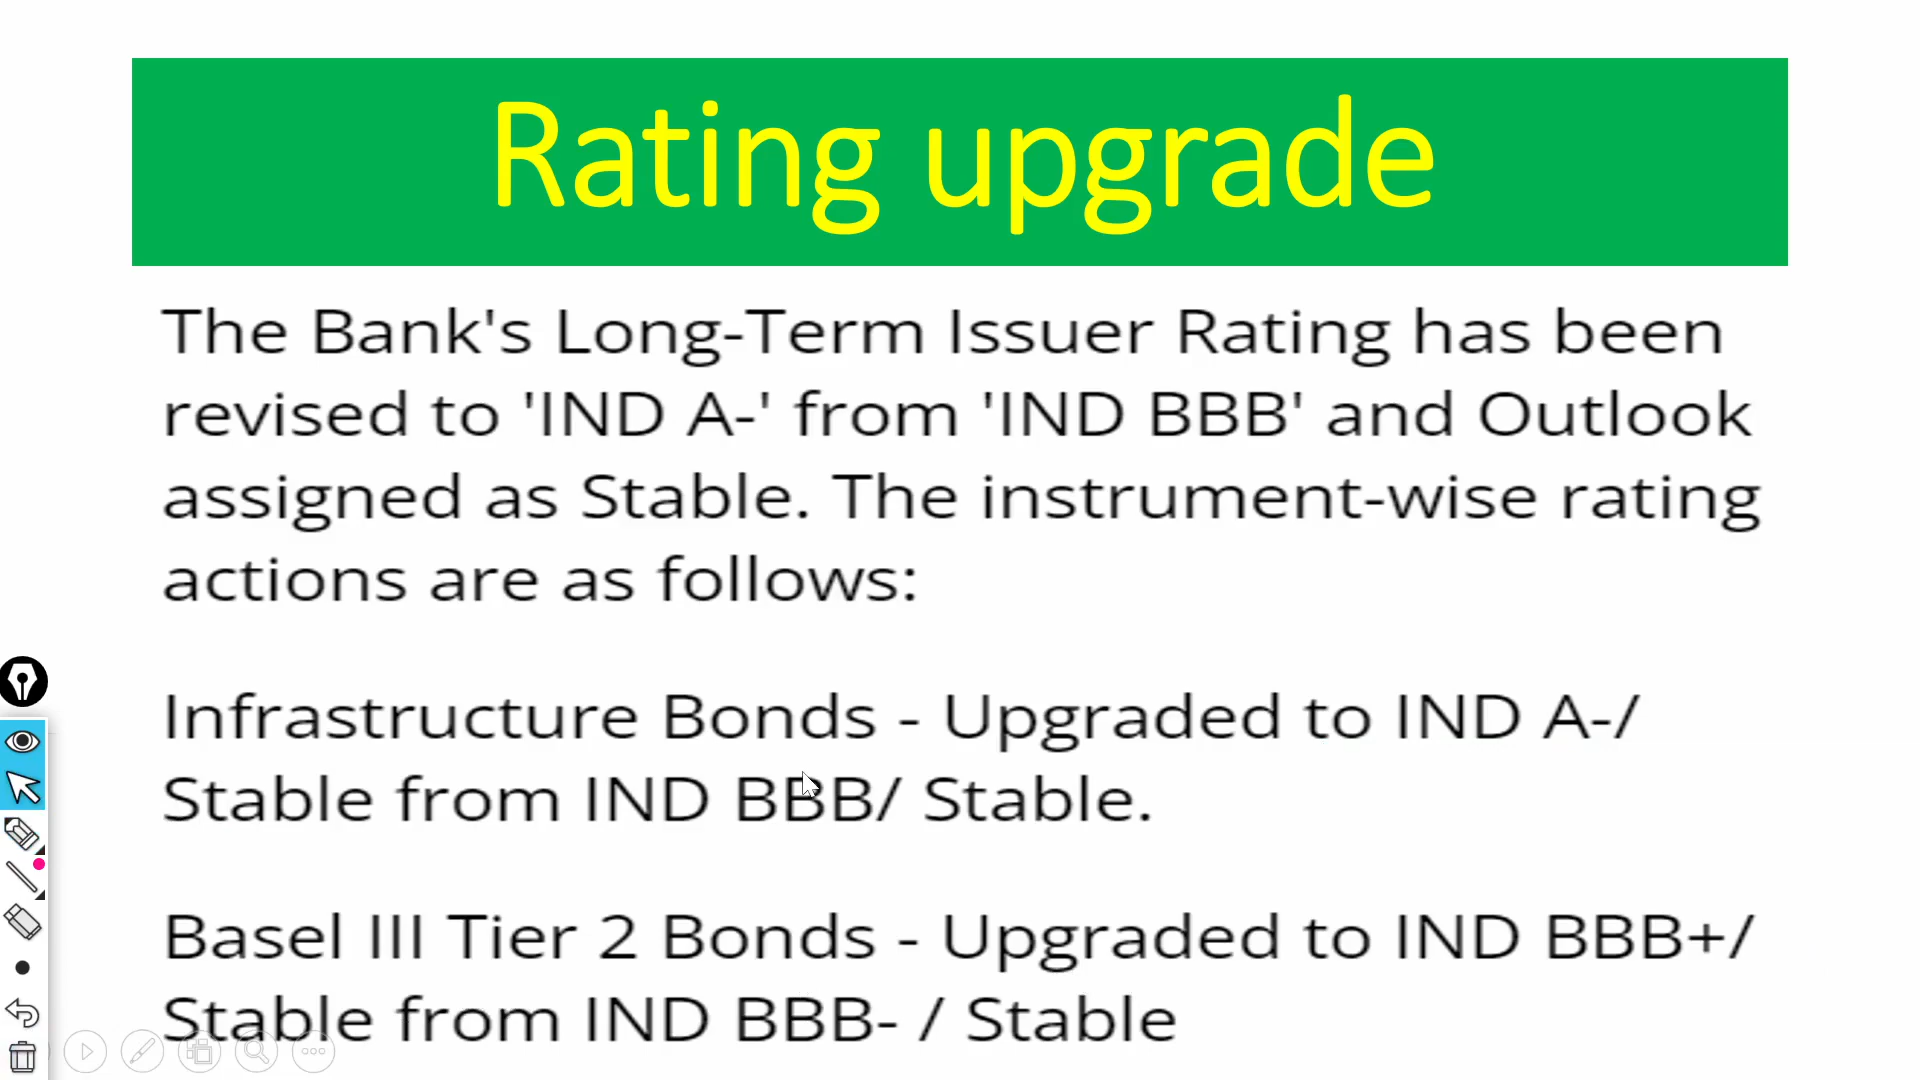 Rating upgrade
The Bank's Long-Term Issuer Rating has been
revised to 'IND A-' from 'IND BBB' and Outlook
assigned as Stable. The instrument-wise rating
actions are as follows:
Infrastructure Bonds - Upgraded to IND A-/
Stable from IND BBB/ Stable.
Basel III Tier 2 Bonds - Upgraded to IND BBB+/
Stable from IND BBB- / Stable